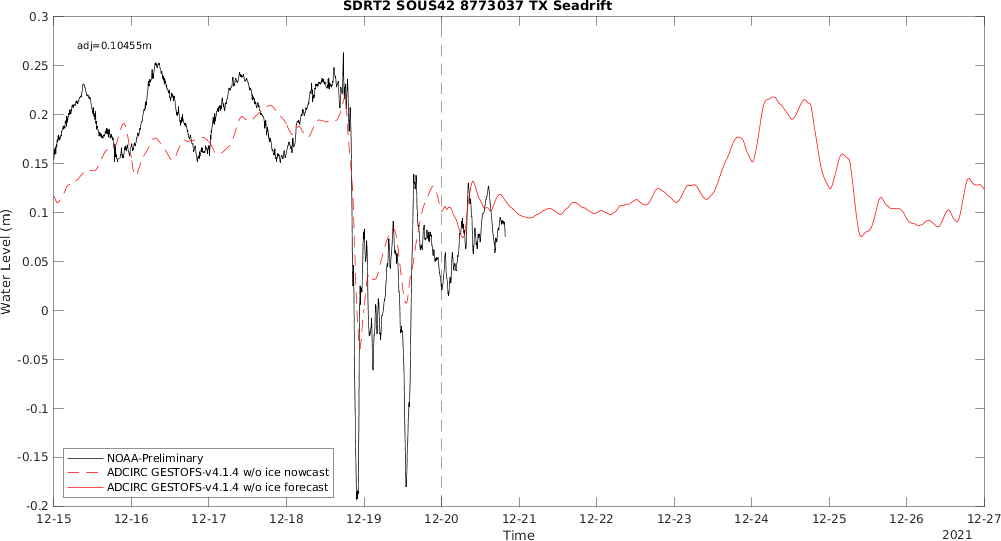 SDRT2 SOUS42 8773037 TX Seadrift
adj=0.10455m
0.3
0.25
0.2
0.15
0.1
0.05
0
-0.05
-0.1
-0.15
-0.2
Water Level (m)
NOAA-Preliminary
ADCIRC GESTOFS-v4.1.4 w/o ice nowcast
ADCIRC GESTOFS-v4.1.4 w/o ice forecast
12-15 12-16 12-17 12-18 12-19 12-20 12-21 12-22 12-23 12-24 12-25 12-26 12-27
Time
2021